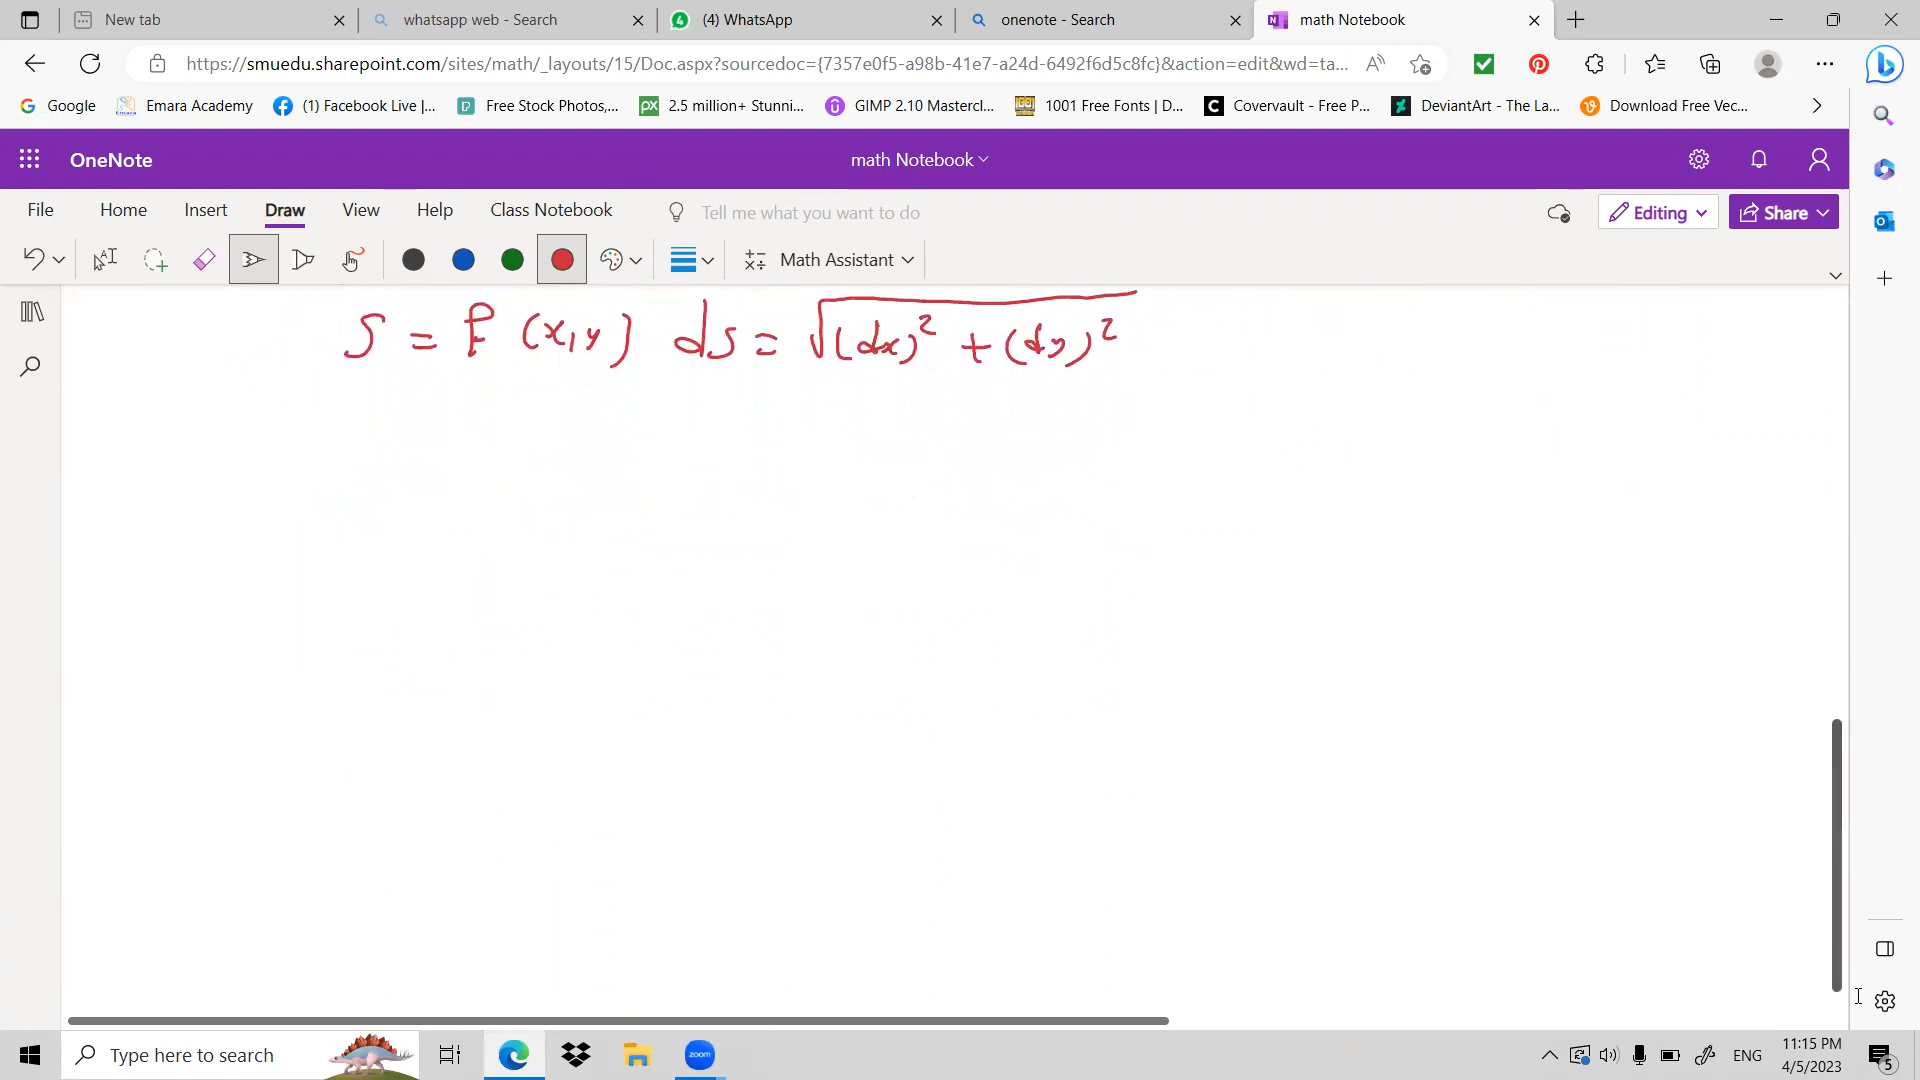 New tab
whatsapp web - Search
(4) WhatsApp
onenote - Search
math Notebook
https://smuedu.sharepoint.com/sites/math/_layouts/15/Doc.aspx?sourcedoc={7357e0f5-a98b-41e7-a24d-6492f6d5c8fc}&action=edit&wd=ta...
Google
Emara Academy
(1) Facebook Live |...
Free Stock Photos,...
2.5 million+ Stunni...
GIMP 2.10 Mastercl...
1001 Free Fonts | D...
Covervault - Free P...
DeviantArt - The La...
Download Free Vec...
OneNote
math Notebook
File Home Insert Draw View Help Class Notebook
Tell me what you want to do
Editing
Share
Math Assistant
S = f (x,y) ds = √(dx)² + (dy)²
Type here to search
zoom
ENG
11:15 PM
4/5/2023
5